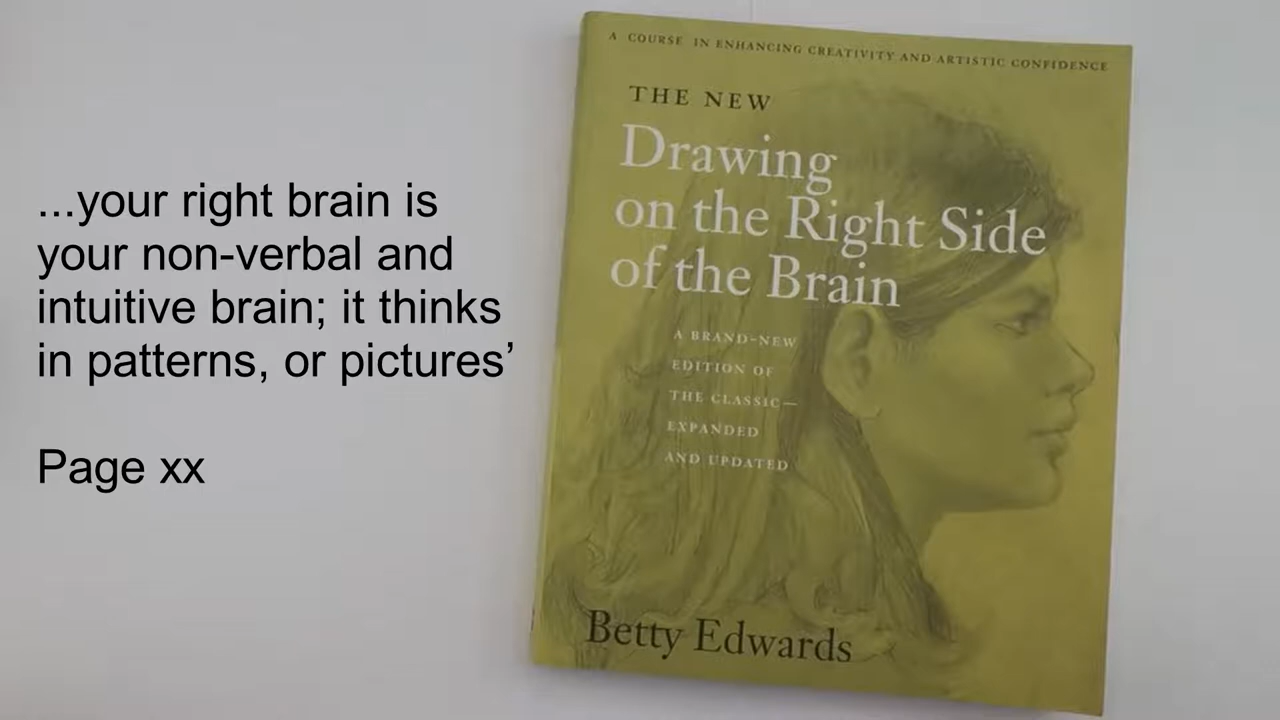 ...your right brain is
your non-verbal and
intuitive brain; it thinks
in patterns, or pictures’
Page xx
A COURSE IN ENHANCING CREATIVITY AND ARTISTIC CONFIDENCE
THE NEW
Drawing
on the Right Side
of the Brain
A BRAND-NEW
EDITION OF
THE CLASSIC—
EXPANDED
AND UPDATED
Betty Edwards